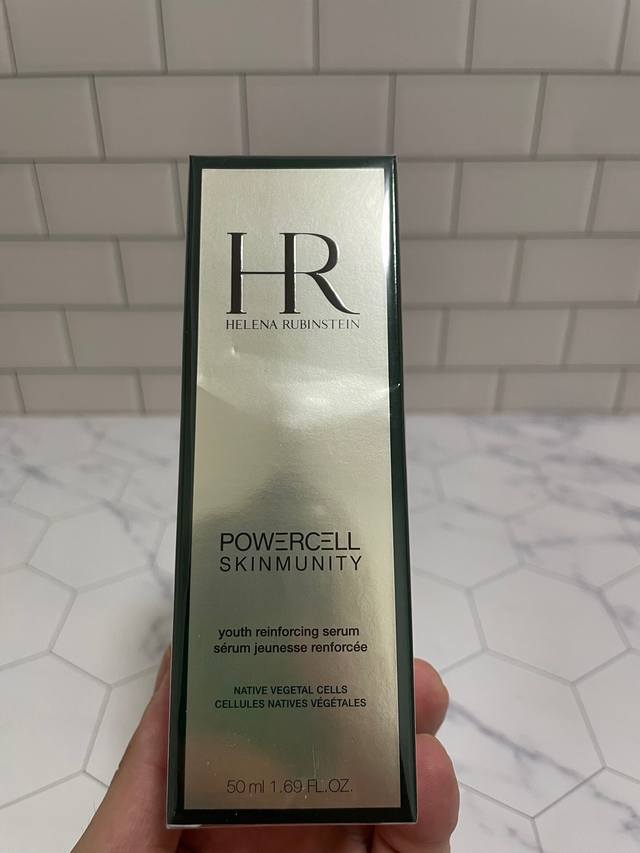 HR
HELENA RUBINSTEIN
POWERCELL
SKINMUNITY
youth reinforcing serum
sérum jeunesse renforcée
NATIVE VEGETAL CELLS
CELLULES NATIVES VÉGÉTALES
50 ml 1.69 FL.OZ.